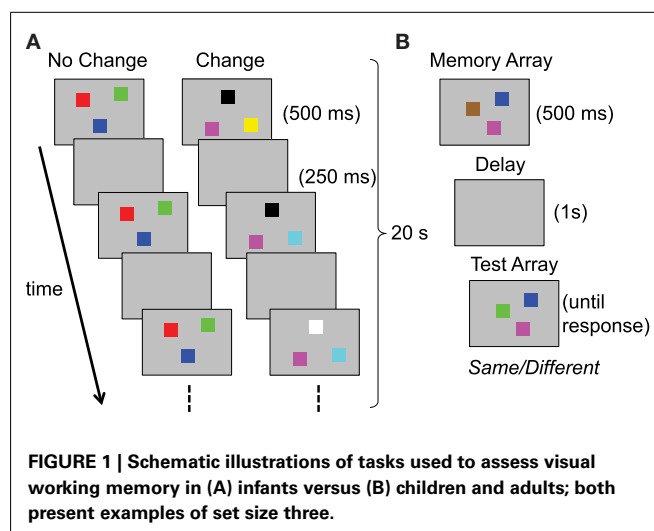 A
No Change
Change
(500 ms)
(250 ms)
20 s
time
B
Memory Array
(500 ms)
Delay
(1s)
Test Array
(until
response)
Same/Different
FIGURE 1 | Schematic illustrations of tasks used to assess visual
working memory in (A) infants versus (B) children and adults; both
present examples of set size three.